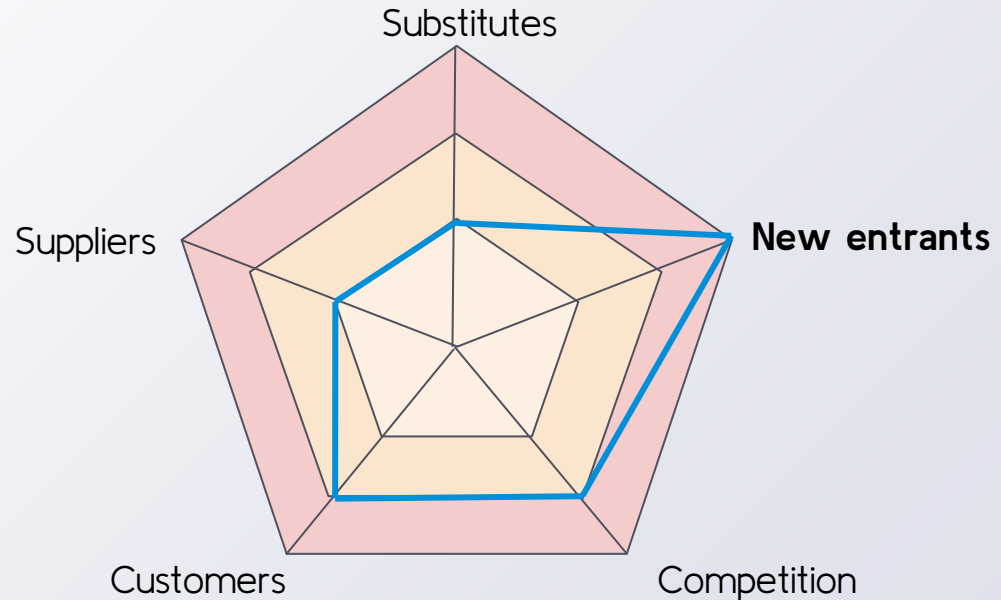 Substitutes
Suppliers
New entrants
Customers
Competition